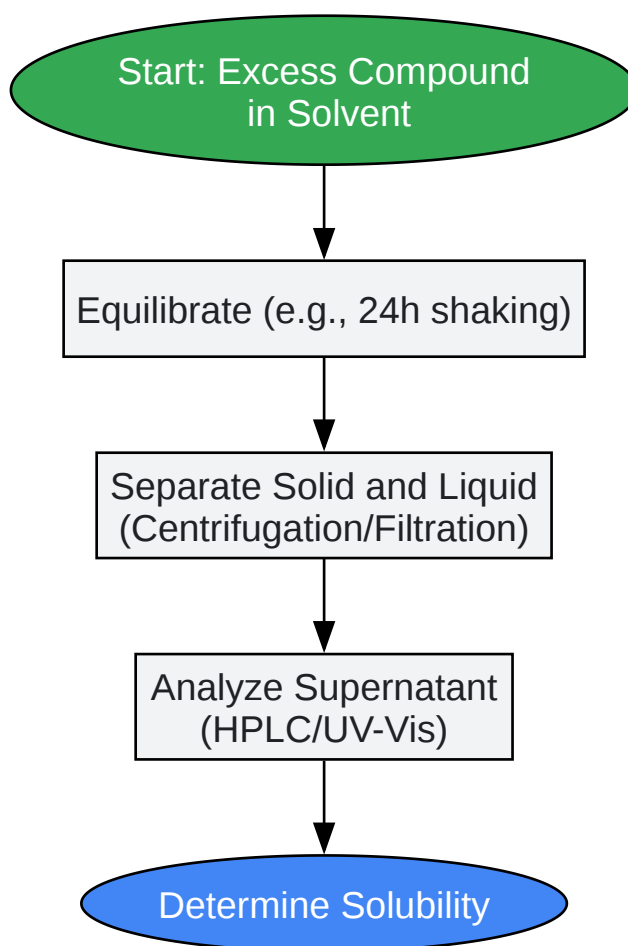 Start: Excess Compound
in Solvent
Equilibrate (e.g., 24h shaking)
Separate Solid and Liquid
(Centrifugation/Filtration)
Analyze Supernatant
(HPLC/UV-Vis)
Determine Solubility